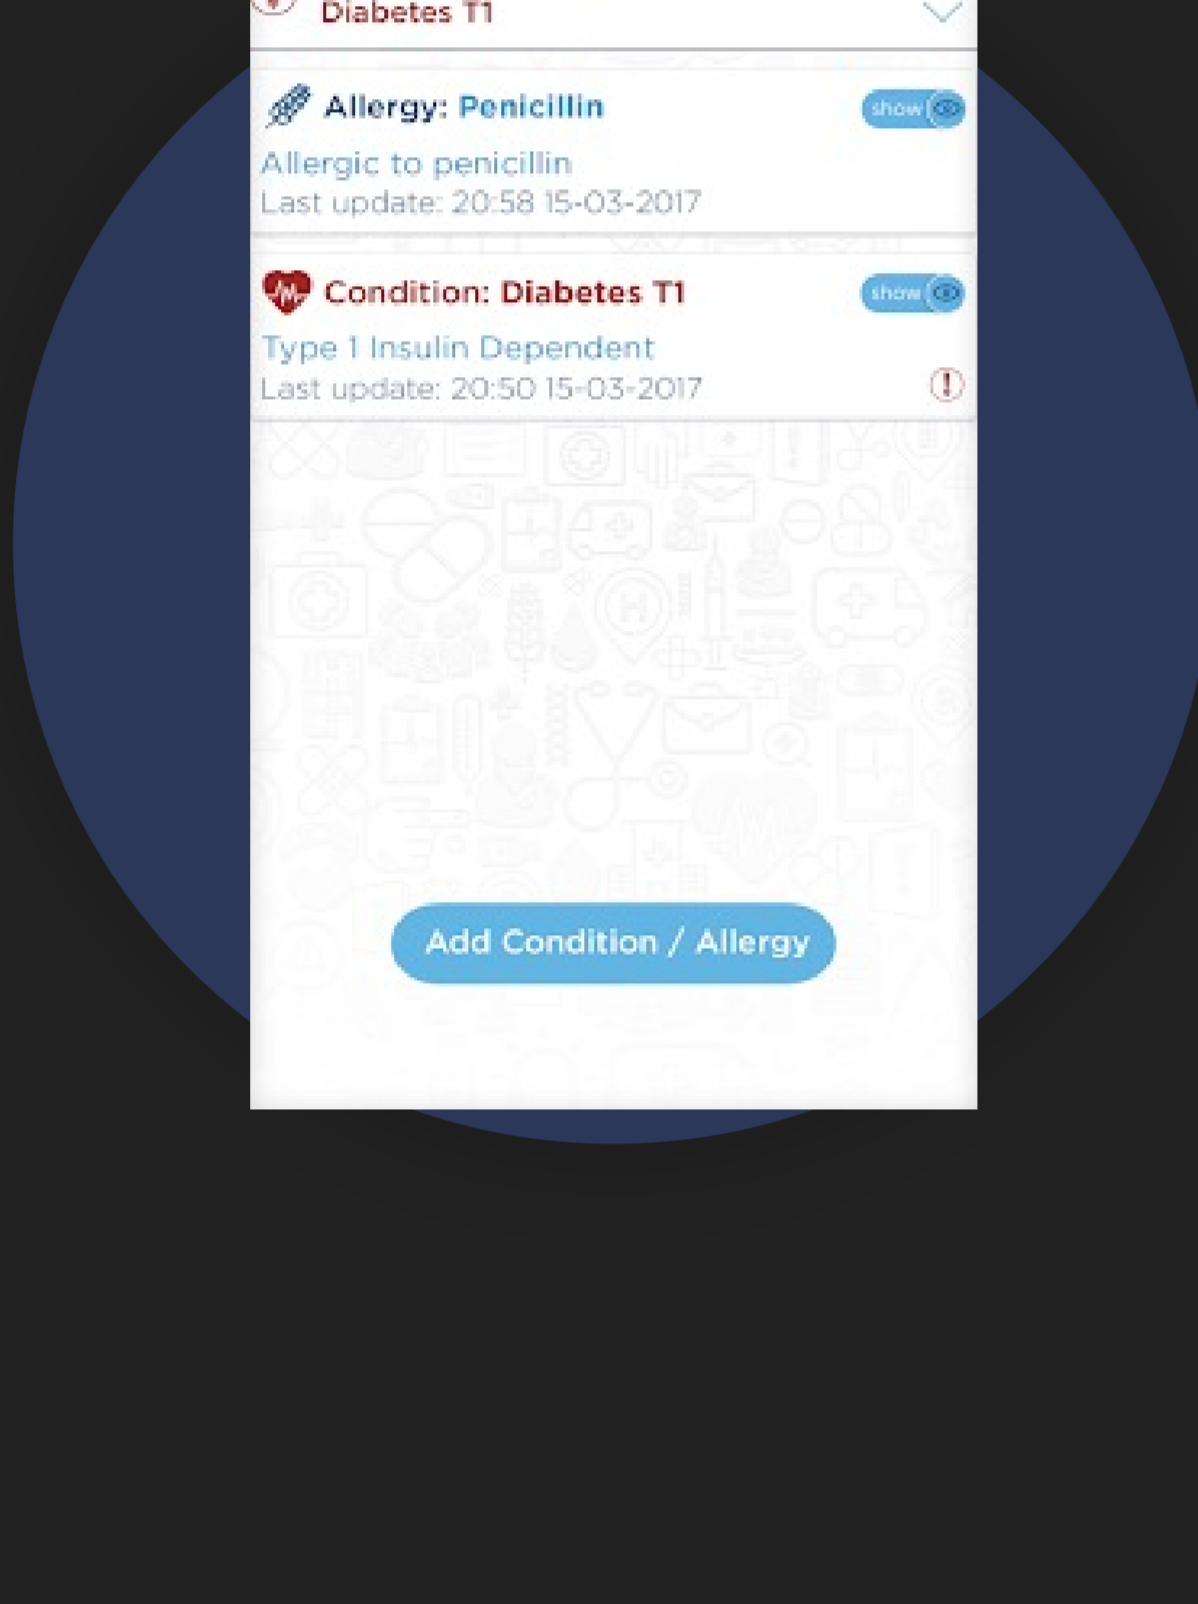 Diabetes T1
Allergy: Penicillin
show
Allergic to penicillin
Last update: 20:58 15-03-2017
Condition: Diabetes T1
show
Type 1 Insulin Dependent
Last update: 20:50 15-03-2017
Add Condition / Allergy